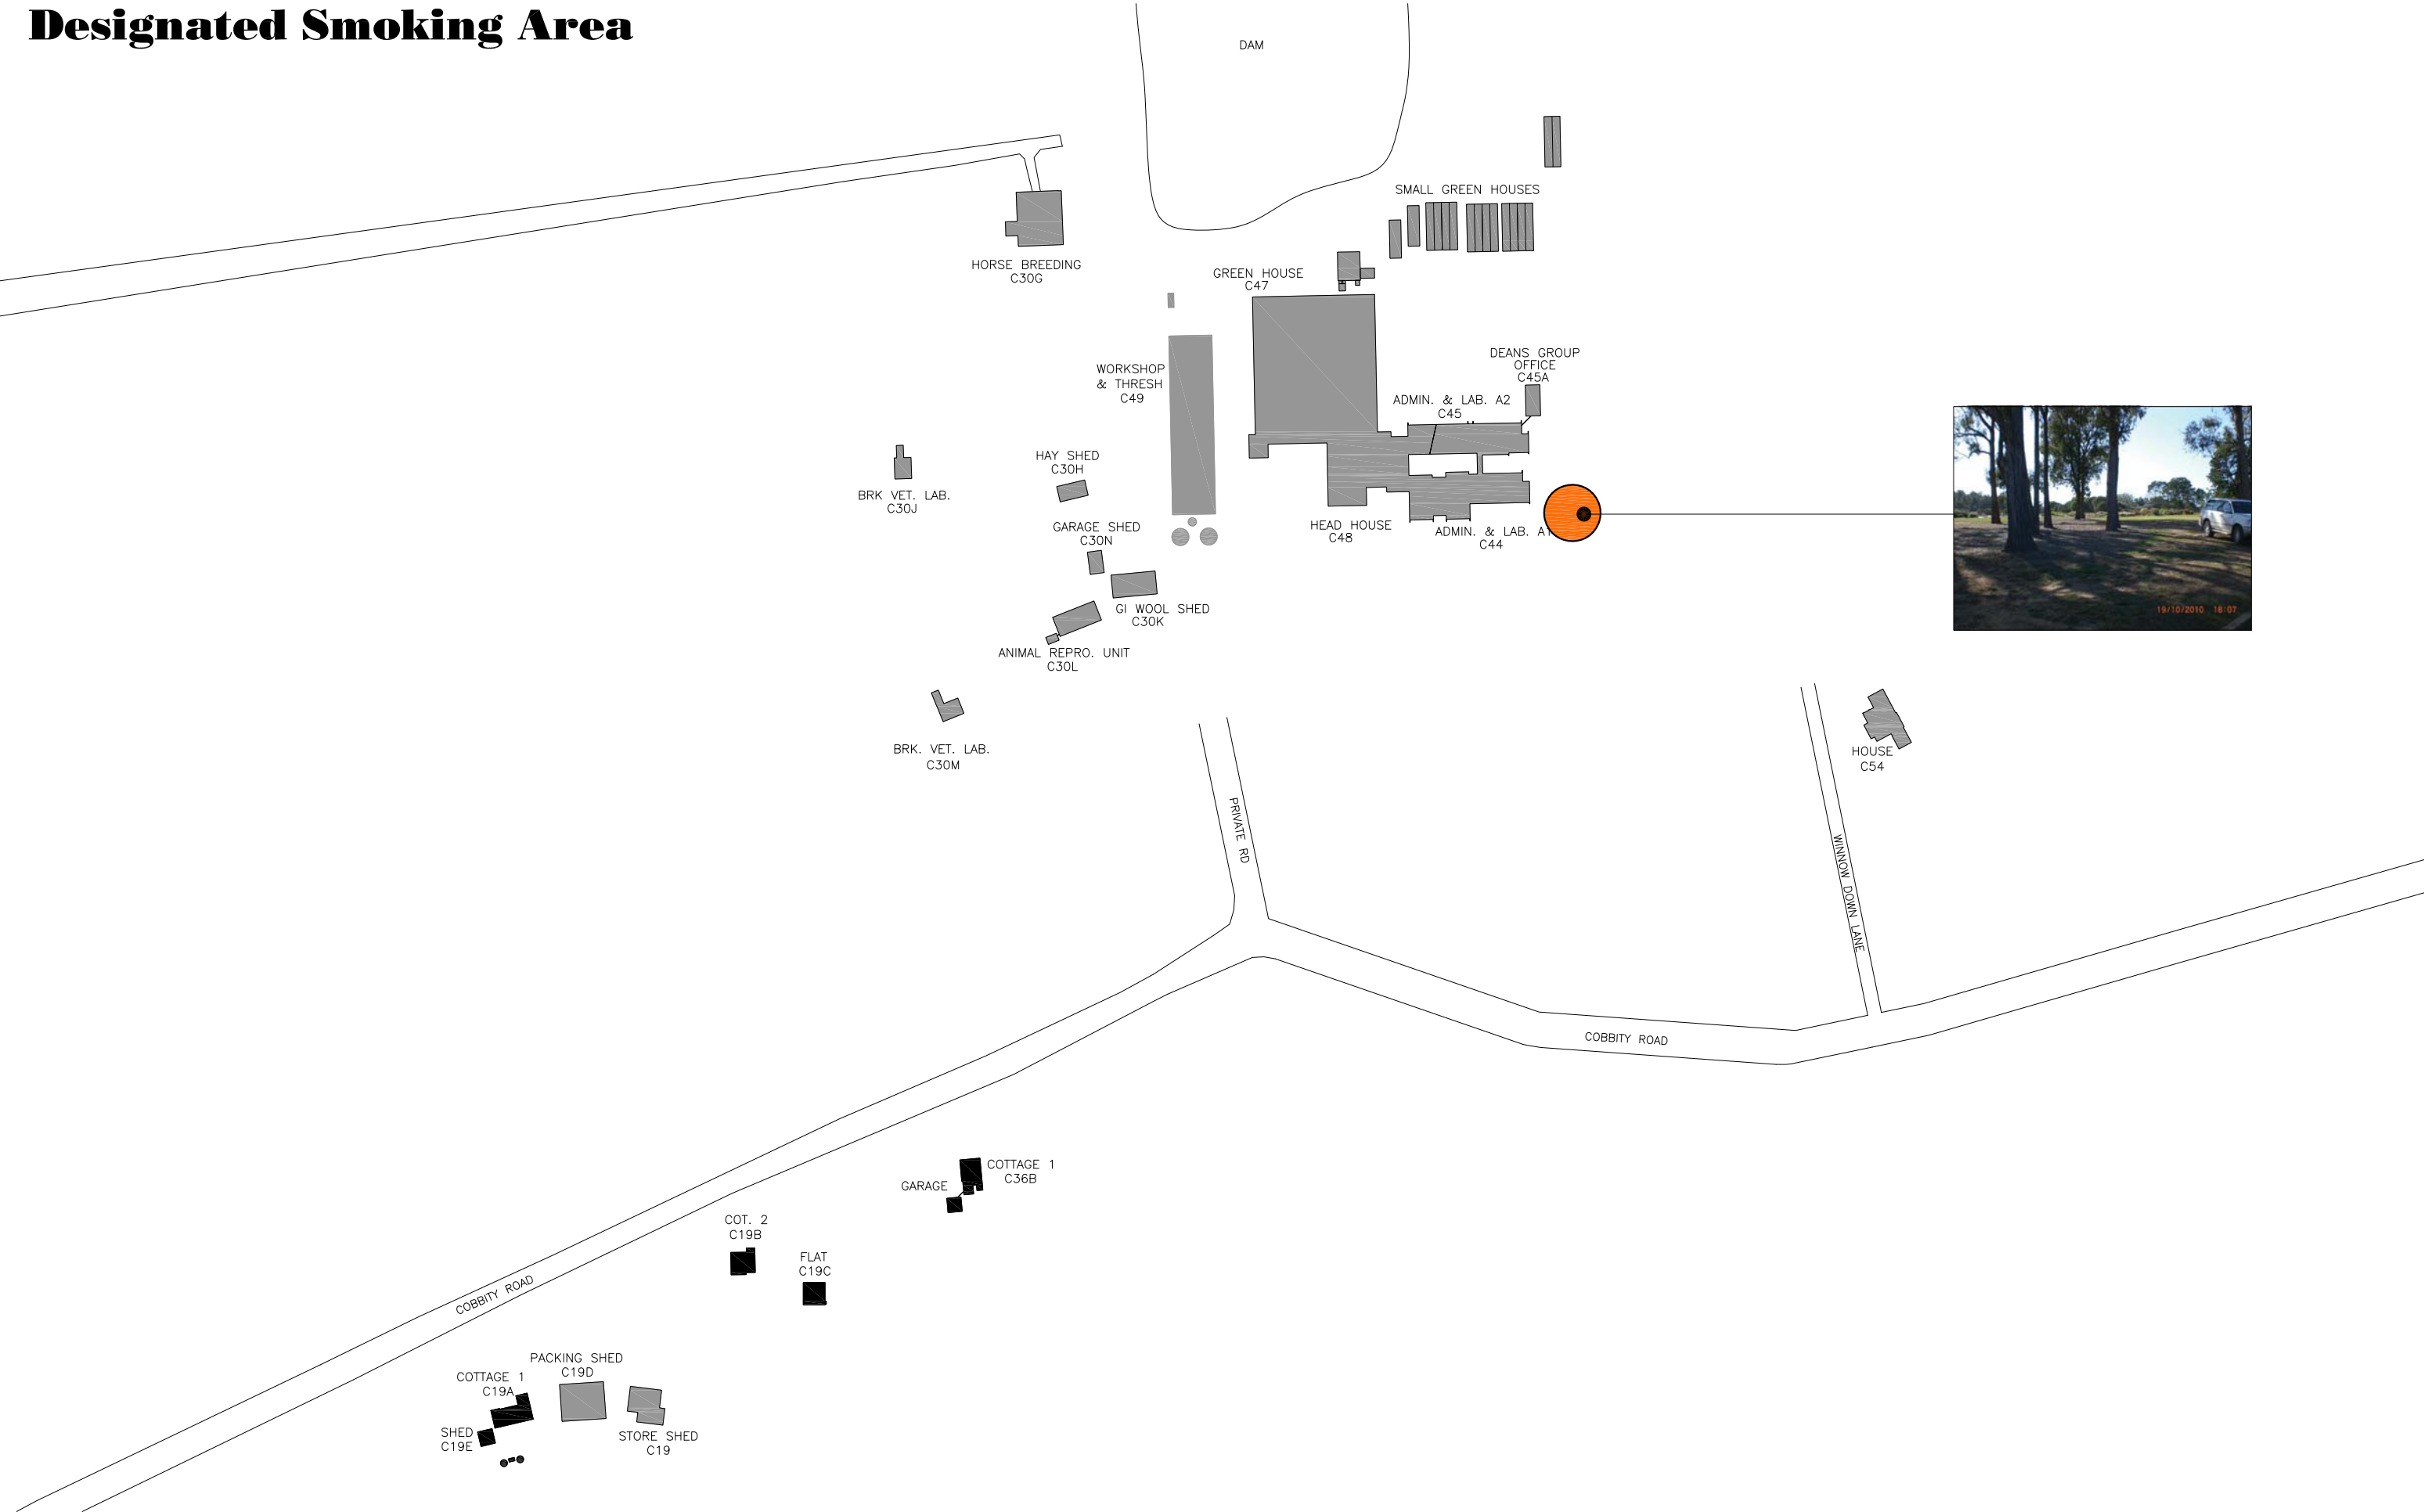 Designated Smoking Area
DAM
SMALL GREEN HOUSES
HORSE BREEDING
C30G
GREEN HOUSE
C47
DEANS GROUP
OFFICE
C45A
WORKSHOP
& THRESH
C49
ADMIN. & LAB. A2
C45
HAY SHED
C30H
BRK VET. LAB.
C30J
GARAGE SHED
C30N
HEAD HOUSE
C48
ADMIN. & LAB. A1
C44
GI WOOL SHED
C30K
19/10/2010 16:07
ANIMAL REPRO. UNIT
C30L
BRK. VET. LAB.
C30M
HOUSE
C54
PRIVATE RD
WINNOW DOWN LANE
COBBITY ROAD
COTTAGE 1
C36B
GARAGE
COT. 2
C19B
FLAT
C19C
COBBITY ROAD
PACKING SHED
C19D
COTTAGE 1
C19A
SHED
C19E
STORE SHED
C19